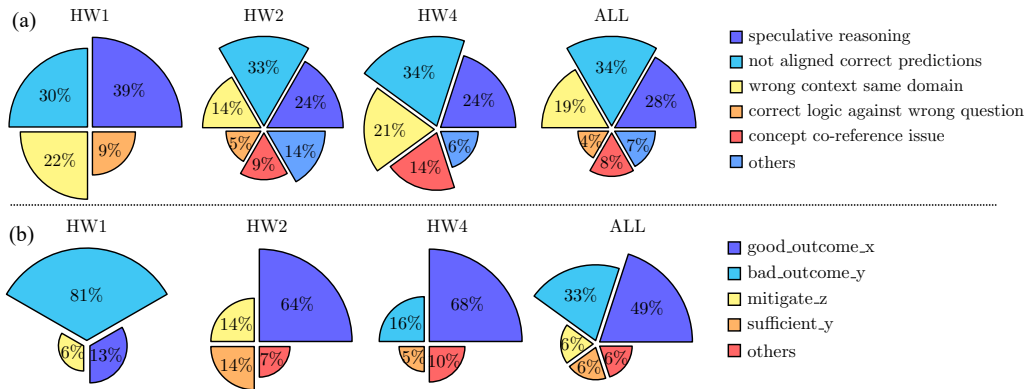 (a)
HW1
HW2
HW4
ALL
30%
39%
22%
9%
33%
24%
14%
5%
9%
14%
34%
24%
21%
14%
6%
34%
28%
19%
4%
8%
7%
speculative reasoning
not aligned correct predictions
wrong context same domain
correct logic against wrong question
concept co-reference issue
others
(b)
HW1
HW2
HW4
ALL
81%
6%
13%
64%
14%
14%
7%
68%
16%
5%
10%
33%
49%
6%
6%
6%
good_outcome_x
bad_outcome_y
mitigate_z
sufficient_y
others